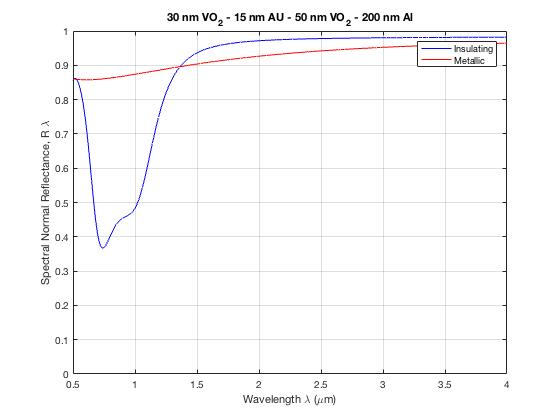 30 nm VO2 - 15 nm AU - 50 nm VO2 - 200 nm Al
Insulating
Metallic
Spectral Normal Reflectance, R λ
1
0.9
0.8
0.7
0.6
0.5
0.4
0.3
0.2
0.1
0
0.5 1 1.5 2 2.5 3 3.5 4
Wavelength λ (μm)